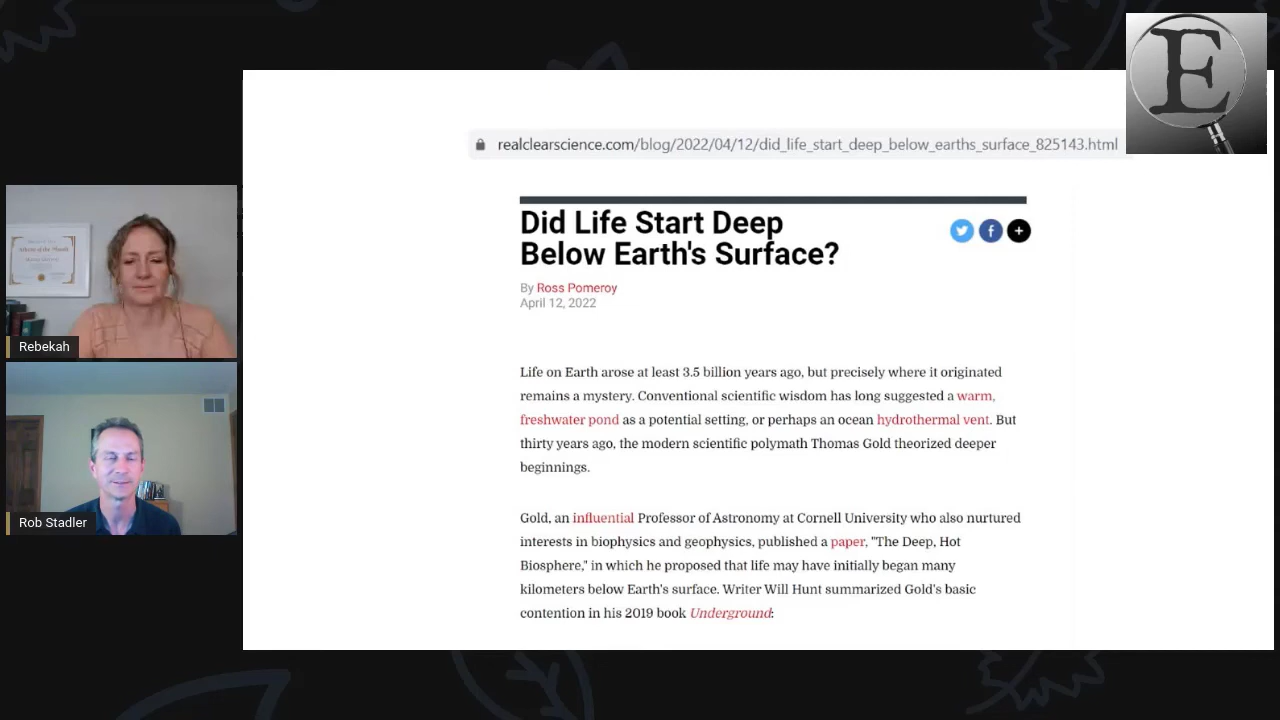 E
realclearscience.com/blog/2022/04/12/did_life_start_deep_below_earths_surface_825143.html
Did Life Start Deep
Below Earth's Surface?
By Ross Pomeroy
April 12, 2022
Life on Earth arose at least 3.5 billion years ago, but precisely where it originated
remains a mystery. Conventional scientific wisdom has long suggested a warm,
freshwater pond as a potential setting, or perhaps an ocean hydrothermal vent. But
thirty years ago, the modern scientific polymath Thomas Gold theorized deeper
beginnings.
Gold, an influential Professor of Astronomy at Cornell University who also nurtured
interests in biophysics and geophysics, published a paper, "The Deep, Hot
Biosphere," in which he proposed that life may have initially began many
kilometers below Earth's surface. Writer Will Hunt summarized Gold's basic
contention in his 2019 book Underground:
Rebekah
Rob Stadler